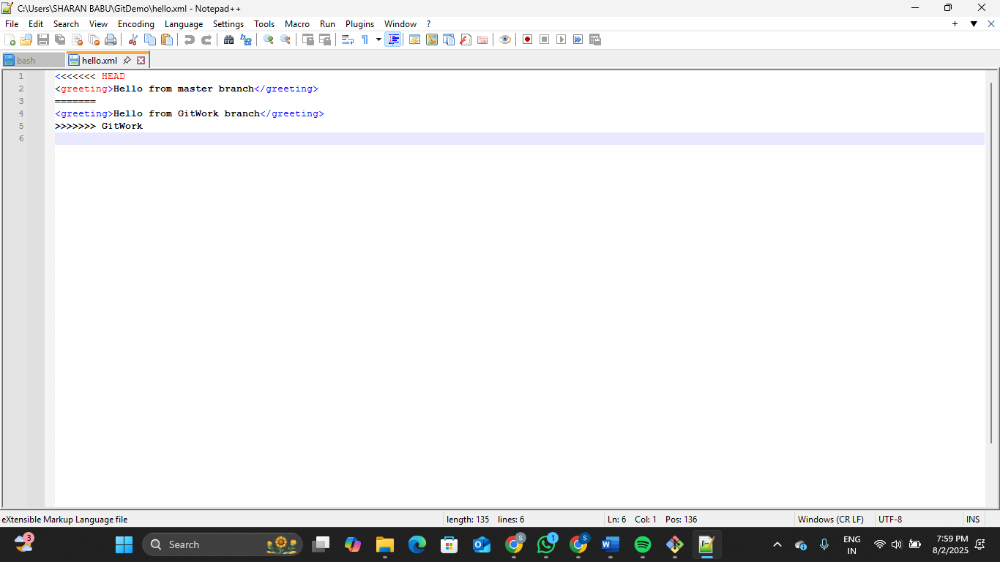 C:\Users\SHARAN BABU\GitDemo\hello.xml - Notepad++
File Edit Search View Encoding Language Settings Tools Macro Run Plugins Window ?
bash hello.xml
1 <<<<<<< HEAD
2 <greeting>Hello from master branch</greeting>
3 =======
4 <greeting>Hello from GitWork branch</greeting>
5 >>>>>>> GitWork
6
eXtensible Markup Language file length: 135 lines: 6 Ln: 6 Col: 1 Pos: 136 Windows (CR LF) UTF-8 INS
3 Search S 1 S W ENG IN 7:59 PM 8/2/2025